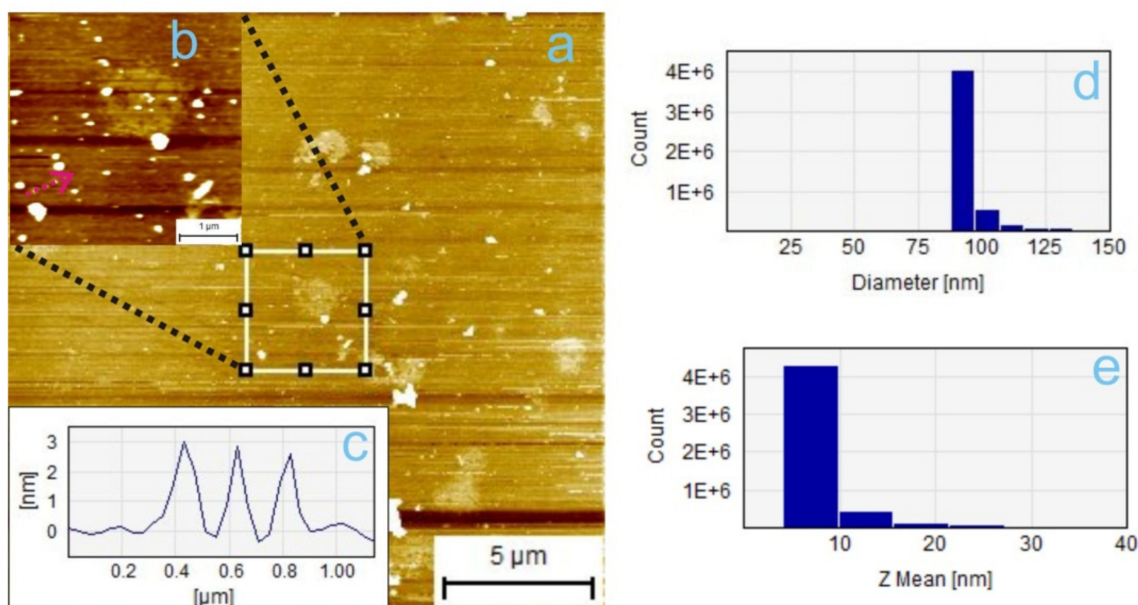 b
a
1 µm
5 µm
c
[nm]
3
2
1
0
0.2 0.4 0.6 0.8 1.00
[µm]
d
Count
4E+6
3E+6
2E+6
1E+6
25 50 75 100 125 150
Diameter [nm]
e
Count
4E+6
3E+6
2E+6
1E+6
10 20 30 40
Z Mean [nm]